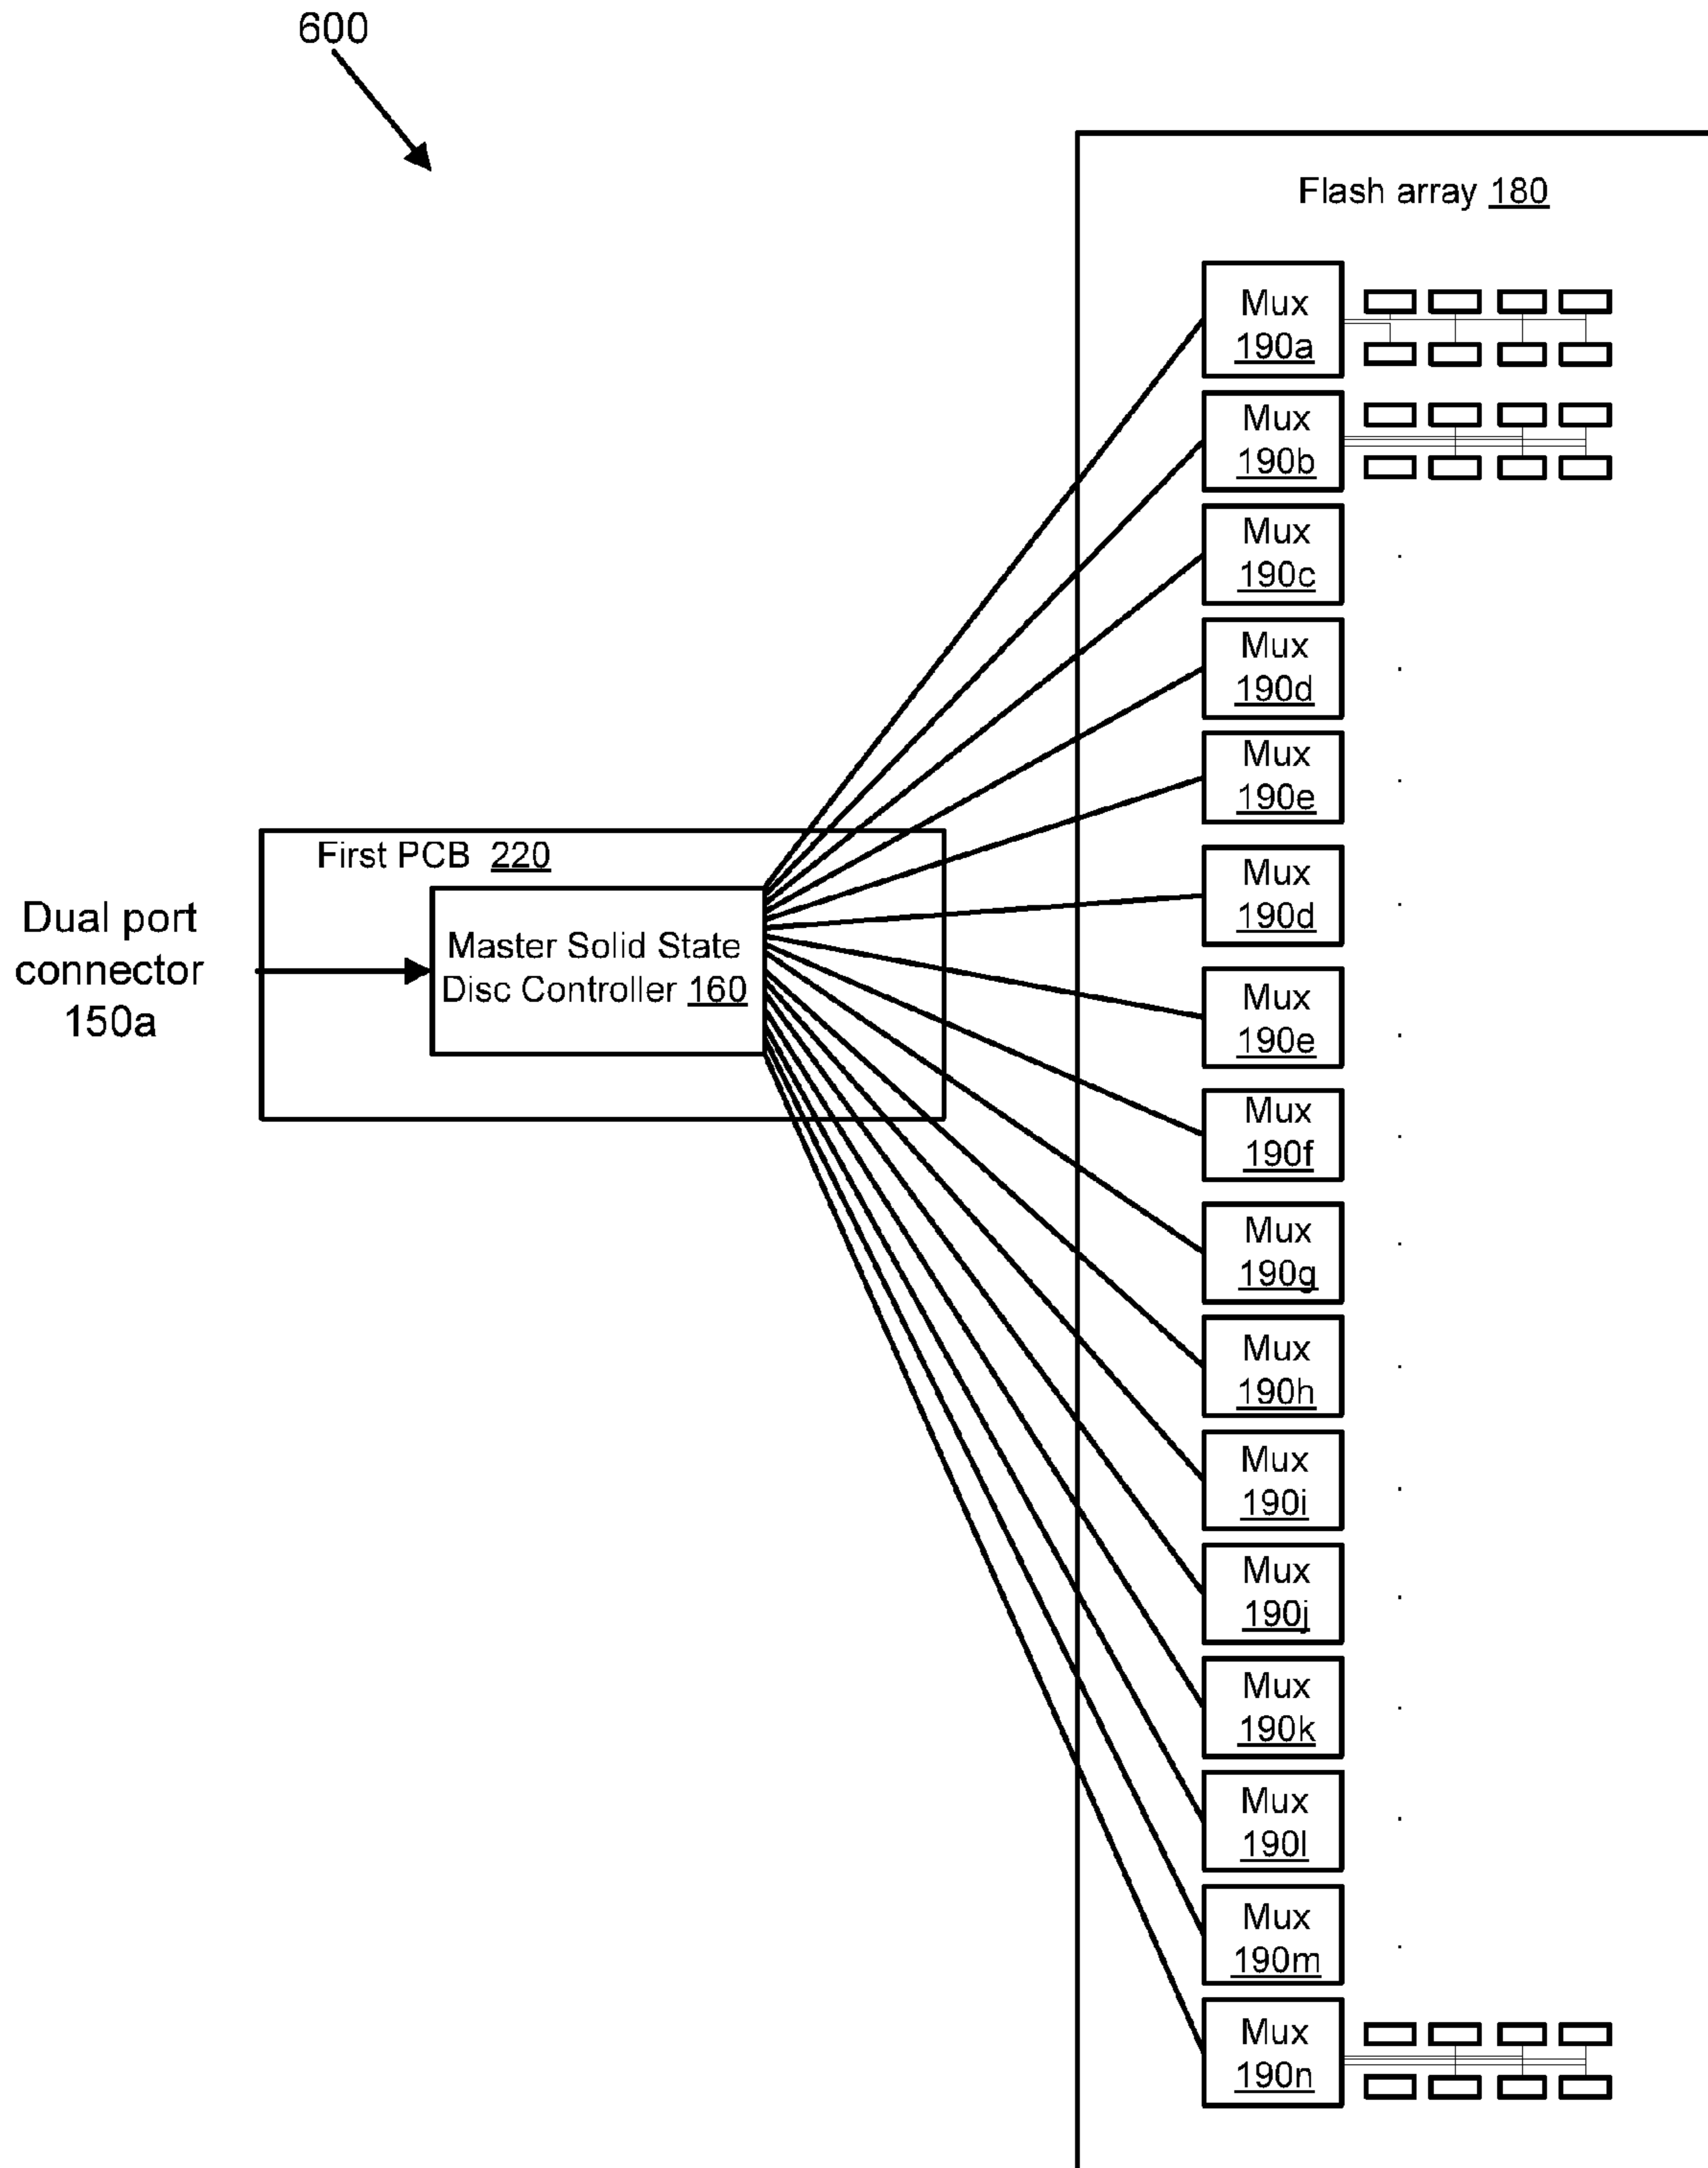 600
Flash array 180
Mux
190a
Mux
190b
Mux
190c
Mux
190d
Mux
190e
First PCB 220
Dual port
connector
150a
Master Solid State
Disc Controller 160
Mux
190d
Mux
190e
Mux
190f
Mux
190g
Mux
190h
Mux
190i
Mux
190j
Mux
190k
Mux
190l
Mux
190m
Mux
190n